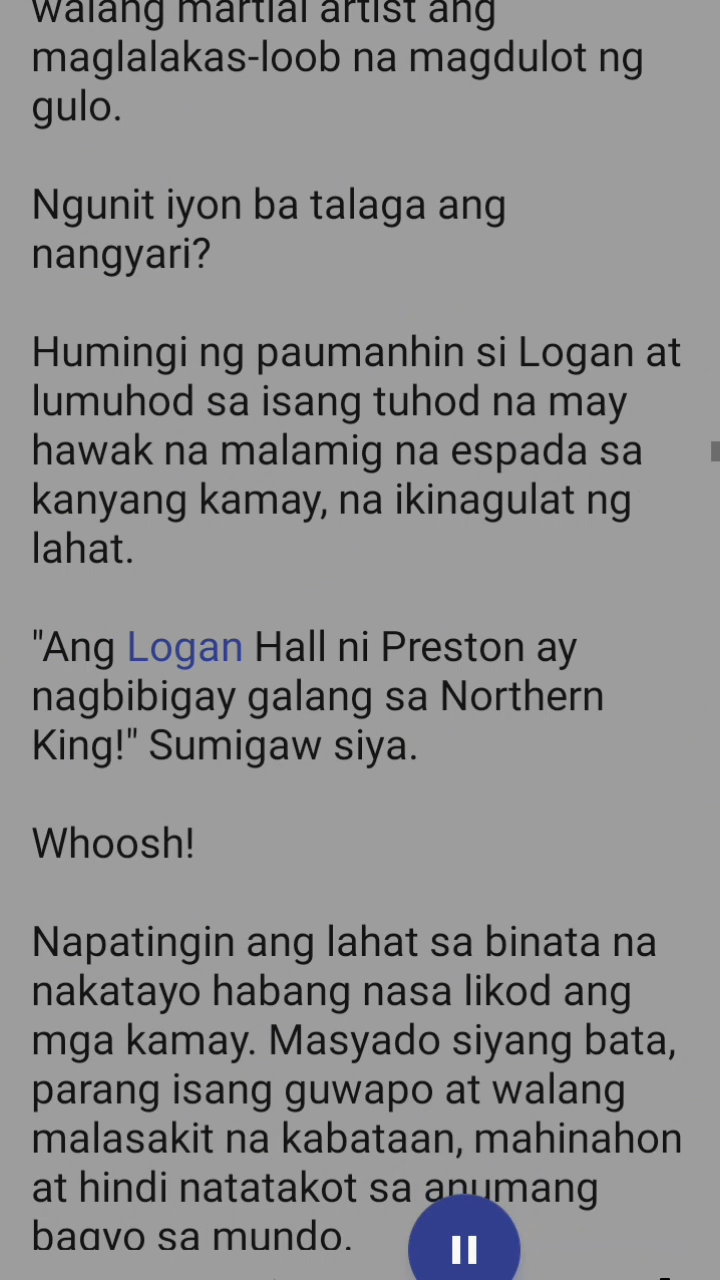 walang martial artist ang
maglalakas-loob na magdulot ng
gulo.
Ngunit iyon ba talaga ang
nangyari?
Humingi ng paumanhin si Logan at
lumuhod sa isang tuhod na may
hawak na malamig na espada sa
kanyang kamay, na ikinagulat ng
lahat.
"Ang Logan Hall ni Preston ay
nagbibigay galang sa Northern
King!" Sumigaw siya.
Whoosh!
Napatingin ang lahat sa binata na
nakatayo habang nasa likod ang
mga kamay. Masyado siyang bata,
parang isang guwapo at walang
malasakit na kabataan, mahinahon
at hindi natatakot sa anumang
bagyo sa mundo.